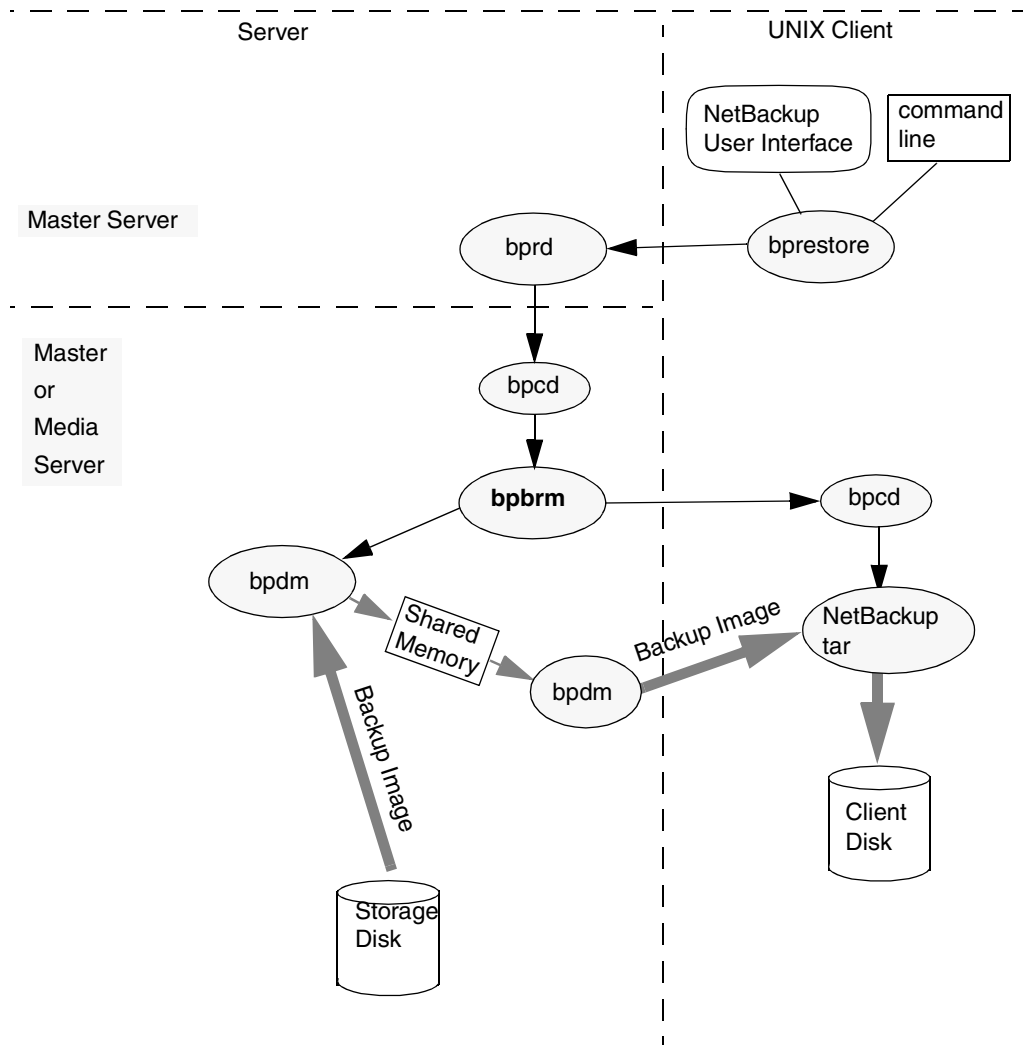 Server
UNIX Client
NetBackup
User Interface
command
line
Master Server
bprd
bprestore
Master
or
Media
Server
bpcd
bpbrm
bpcd
bpdm
Shared
Memory
Backup Image
NetBackup
tar
bpdm
Backup Image
Client
Disk
Storage
Disk